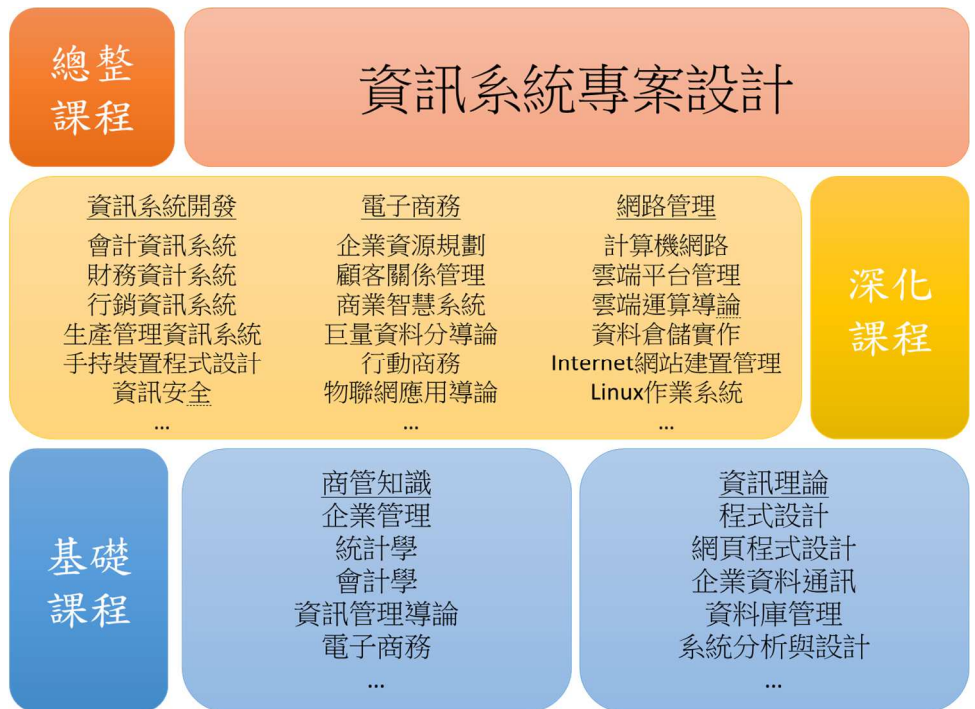 總整
課程
資訊系統專案設計
資訊系統開發
會計資訊系統
財務資計系統
行銷資訊系統
生產管理資訊系統
手持裝置程式設計
資訊安全
...
電子商務
企業資源規劃
顧客關係管理
商業智慧系統
巨量資料分導論
行動商務
物聯網應用導論
...
網路管理
計算機網路
雲端平台管理
雲端運算導論
資料倉儲實作
Internet網站建置管理
Linux作業系統
...
深化
課程
基礎
課程
商管知識
企業管理
統計學
會計學
資訊管理導論
電子商務
...
資訊理論
程式設計
網頁程式設計
企業資料通訊
資料庫管理
系統分析與設計
...